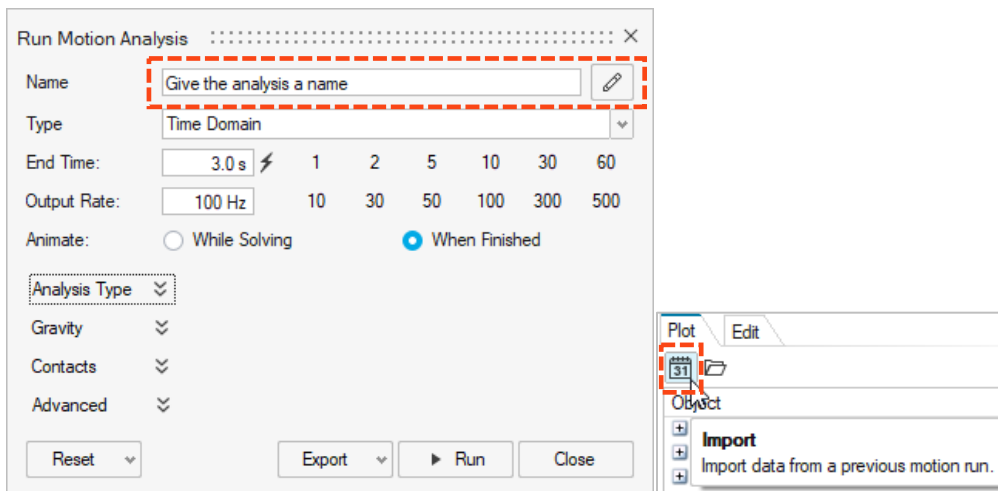 Run Motion Analysis
Name Give the analysis a name
Type Time Domain
End Time: 3.0 s 1 2 5 10 30 60
Output Rate: 100 Hz 10 30 50 100 300 500
Animate: While Solving When Finished
Analysis Type
Gravity
Contacts
Advanced
Reset Export Run Close
Plot Edit
31
Object
Import
Import data from a previous motion run.